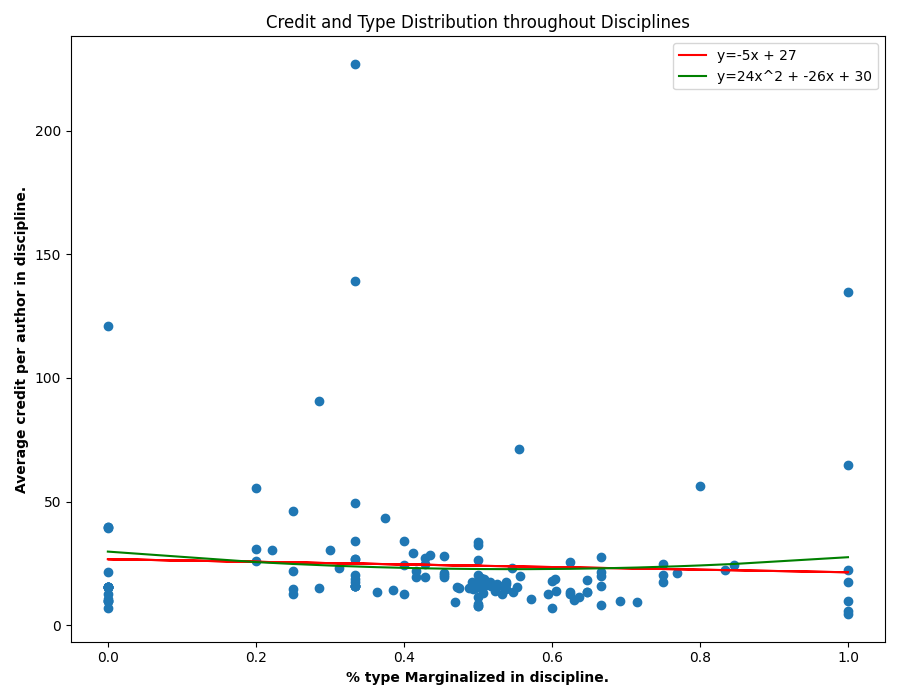 Credit and Type Distribution throughout Disciplines
y=-5x + 27
y=24x^2 + -26x + 30
Average credit per author in discipline.
200
150
100
50
0
0.0
0.2
0.4
0.6
0.8
1.0
% type Marginalized in discipline.